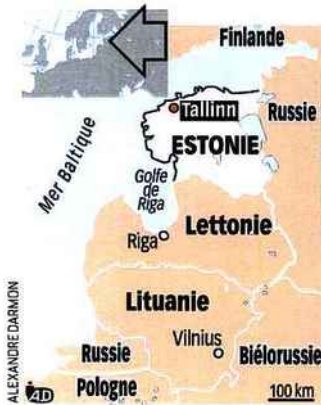 Finlande
Tallinn
Russie
ESTONIE
Mer Baltique
Golfe
de
Riga
Lettonie
Riga
Lituanie
Vilnius
Russie
Biélorussie
Pologne
100 km
ALEXANDRE DARMON
AD